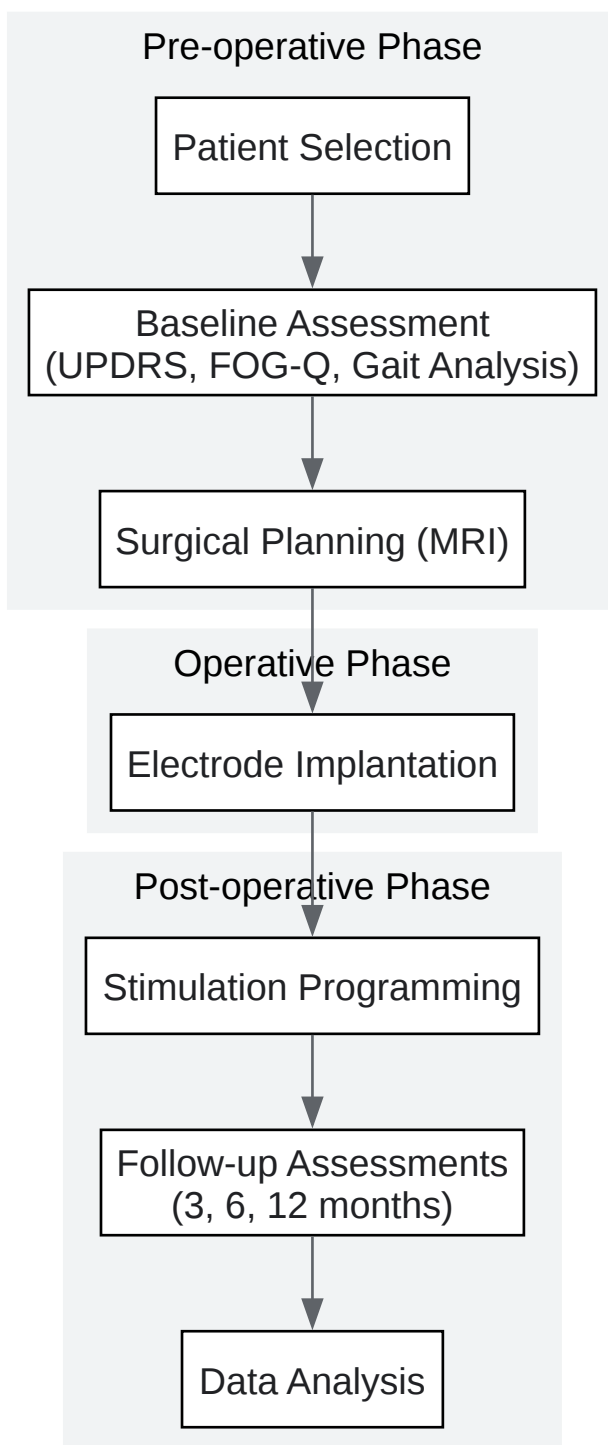 Pre-operative Phase
Patient Selection
Baseline Assessment
(UPDRS, FOG-Q, Gait Analysis)
Surgical Planning (MRI)
Operative Phase
Electrode Implantation
Post-operative Phase
Stimulation Programming
Follow-up Assessments
(3, 6, 12 months)
Data Analysis